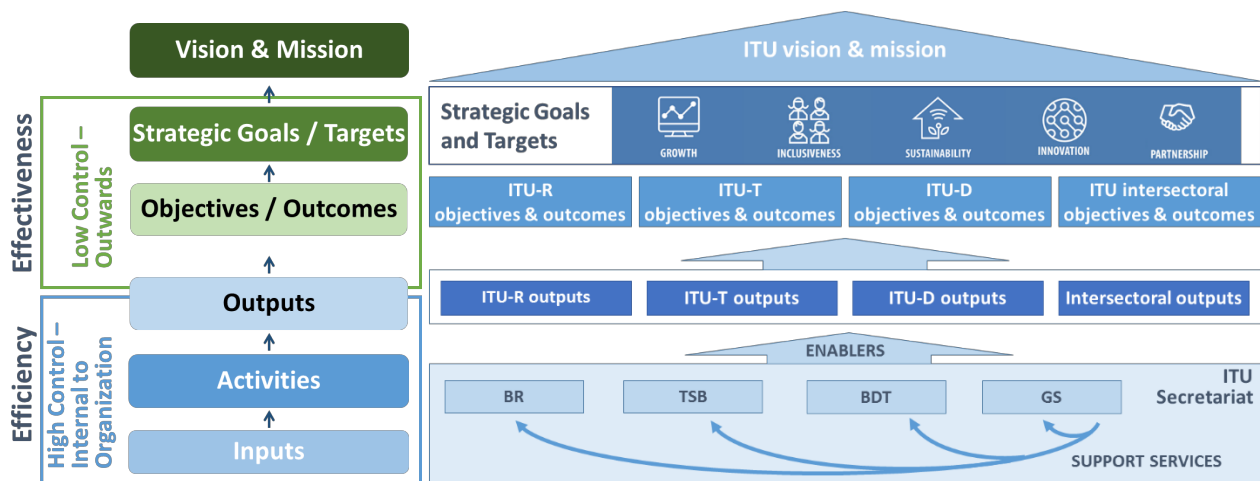 Vision & Mission
Effectiveness
Low Control –
Outwards
Strategic Goals / Targets
Objectives / Outcomes
Efficiency
High Control –
Internal to
Organization
Outputs
Activities
Inputs
ITU vision & mission
Strategic Goals
and Targets
GROWTH
INCLUSIVENESS
SUSTAINABILITY
INNOVATION
PARTNERSHIP
ITU-R
objectives & outcomes
ITU-T
objectives & outcomes
ITU-D
objectives & outcomes
ITU intersectoral
objectives & outcomes
ITU-R outputs
ITU-T outputs
ITU-D outputs
Intersectoral outputs
ENABLERS
ITU
Secretariat
BR
TSB
BDT
GS
SUPPORT SERVICES